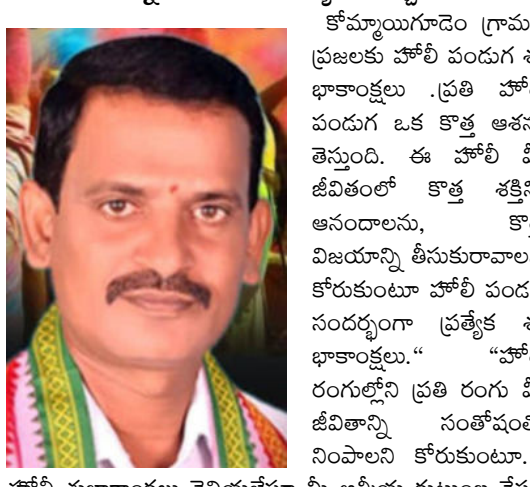 కోమ్మాయిగూడెం గ్రామ
ప్రజలకు హోలీ పండుగ శు
భాకాంక్షలు .ప్రతి హో
పండుగ ఒక కొత్త ఆశను
తెస్తుంది. ఈ హోలీ మీ
జీవితంలో కొత్త శక్తిని
ఆనందాలను, కొత్త
విజయాన్ని తీసుకురావాల
కోరుకుంటూ హోలీ పండ
సందర్భంగా ప్రత్యేక శు
భాకాంక్షలు.“ “హో
రంగుల్లోని ప్రతి రంగు మీ
జీవితాన్ని సంతోషంత
నింపాలని కోరుకుంటూ.